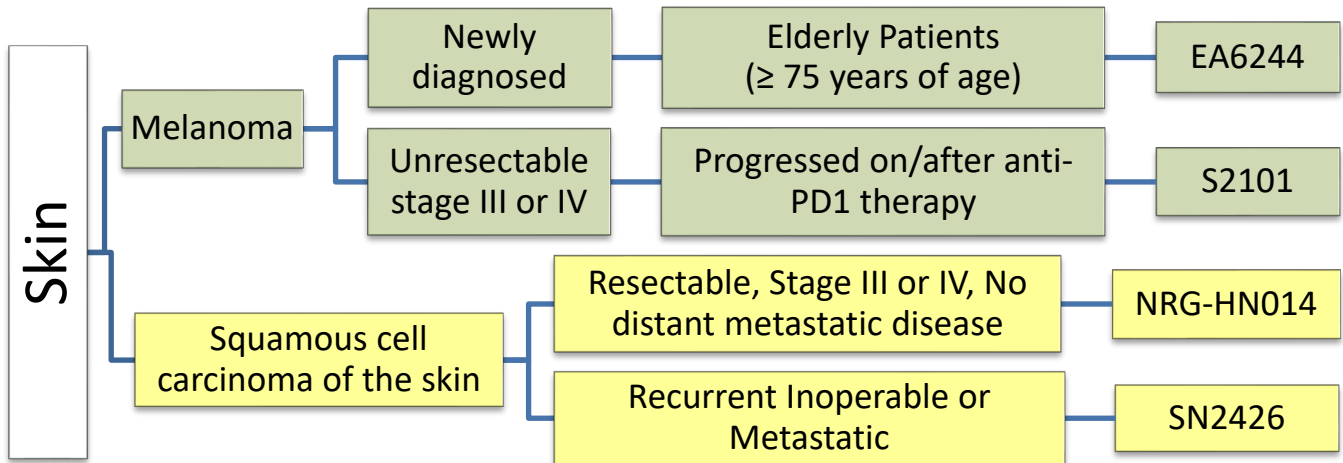 Skin
Melanoma
Newly
diagnosed
Elderly Patients
(≥ 75 years of age)
EA6244
Unresectable
stage III or IV
Progressed on/after anti-
PD1 therapy
S2101
Squamous cell
carcinoma of the skin
Resectable, Stage III or IV, No
distant metastatic disease
NRG-HN014
Recurrent Inoperable or
Metastatic
SN2426